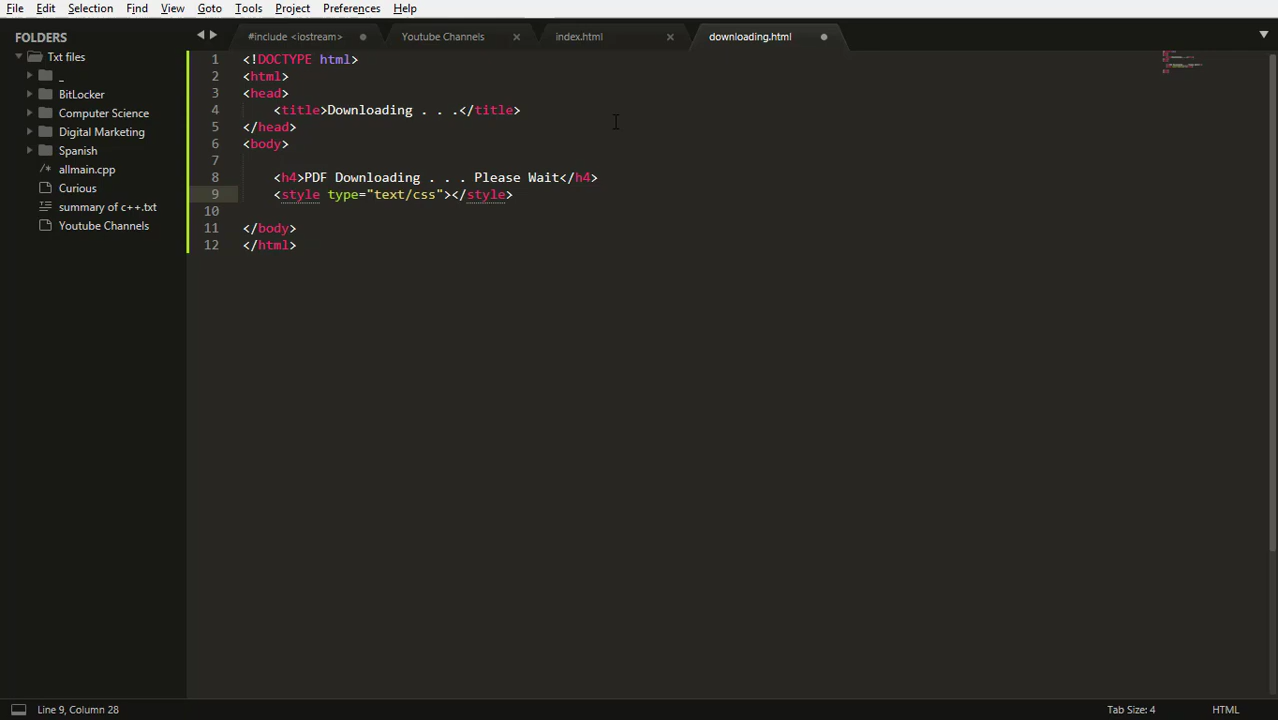 File Edit Selection Find View Goto Tools Project Preferences Help
FOLDERS
Txt files
_
BitLocker
Computer Science
Digital Marketing
Spanish
/* allmain.cpp
Curious
summary of c++.txt
Youtube Channels
#include <iostream> Youtube Channels index.html downloading.html
1 <!DOCTYPE html>
2 <html>
3 <head>
4 <title>Downloading . . .</title>
5 </head>
6 <body>
7
8 <h4>PDF Downloading . . . Please Wait</h4>
9 <style type="text/css"></style>
10
11 </body>
12 </html>
Line 9, Column 28 Tab Size: 4 HTML